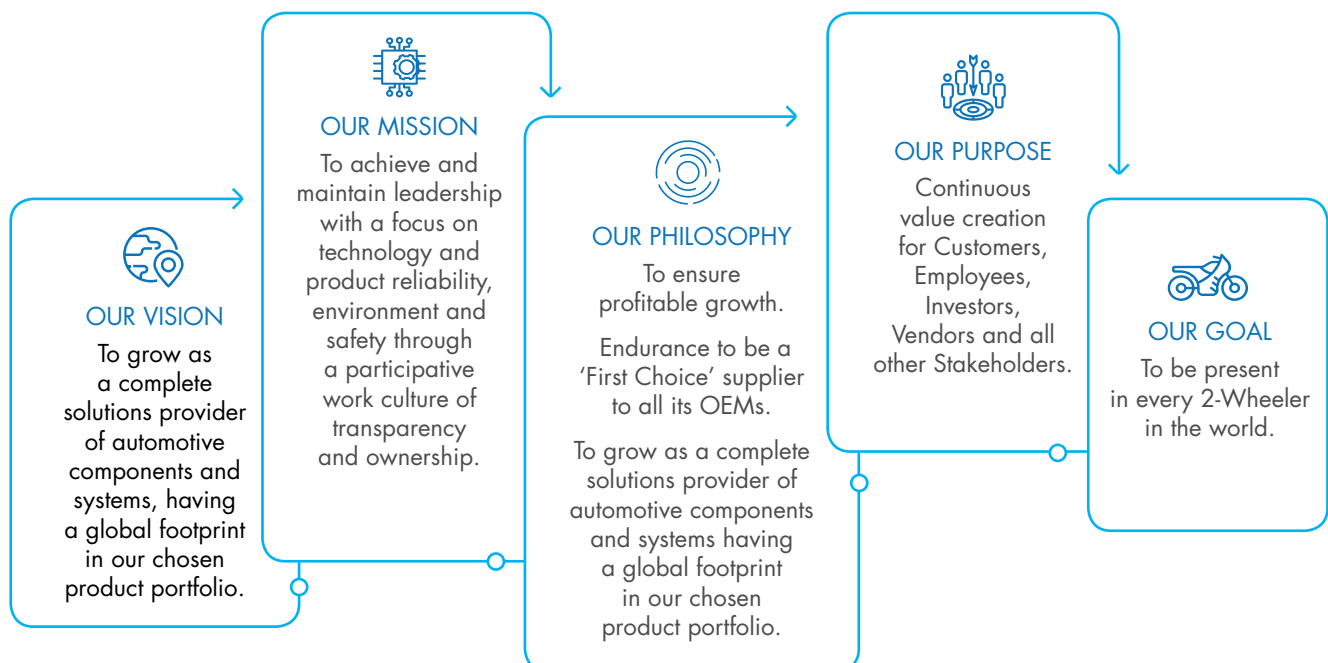 OUR VISION
To grow as
a complete
solutions provider
of automotive
components and
systems, having
a global footprint
in our chosen
product portfolio.
OUR MISSION
To achieve and
maintain leadership
with a focus on
technology and
product reliability,
environment and
safety through
a participative
work culture of
transparency
and ownership.
OUR PHILOSOPHY
To ensure
profitable growth.
Endurance to be a
‘First Choice’ supplier
to all its OEMs.
To grow as a complete
solutions provider of
automotive components
and systems having
a global footprint
in our chosen
product portfolio.
OUR PURPOSE
Continuous
value creation
for Customers,
Employees,
Investors,
Vendors and all
other Stakeholders.
OUR GOAL
To be present
in every 2-Wheeler
in the world.